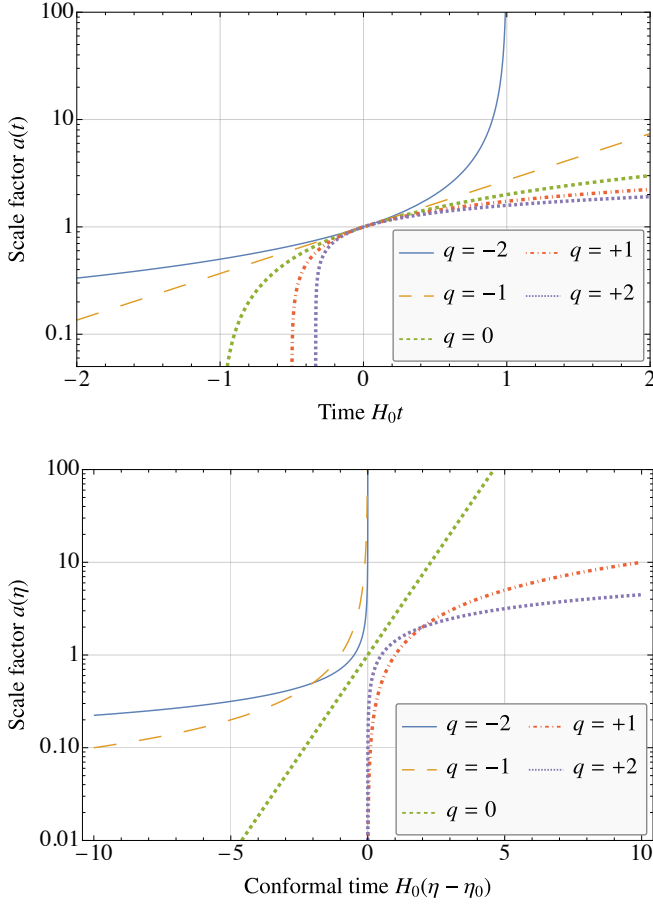 100
10
1
0.1
Scale factor a(t)
q = −2
q = +1
q = −1
q = +2
q = 0
−2
−1
0
1
2
Time H₀t
100
10
1
0.10
0.01
Scale factor a(η)
q = −2
q = +1
q = −1
q = +2
q = 0
−10
−5
0
5
10
Conformal time H₀(η − η₀)